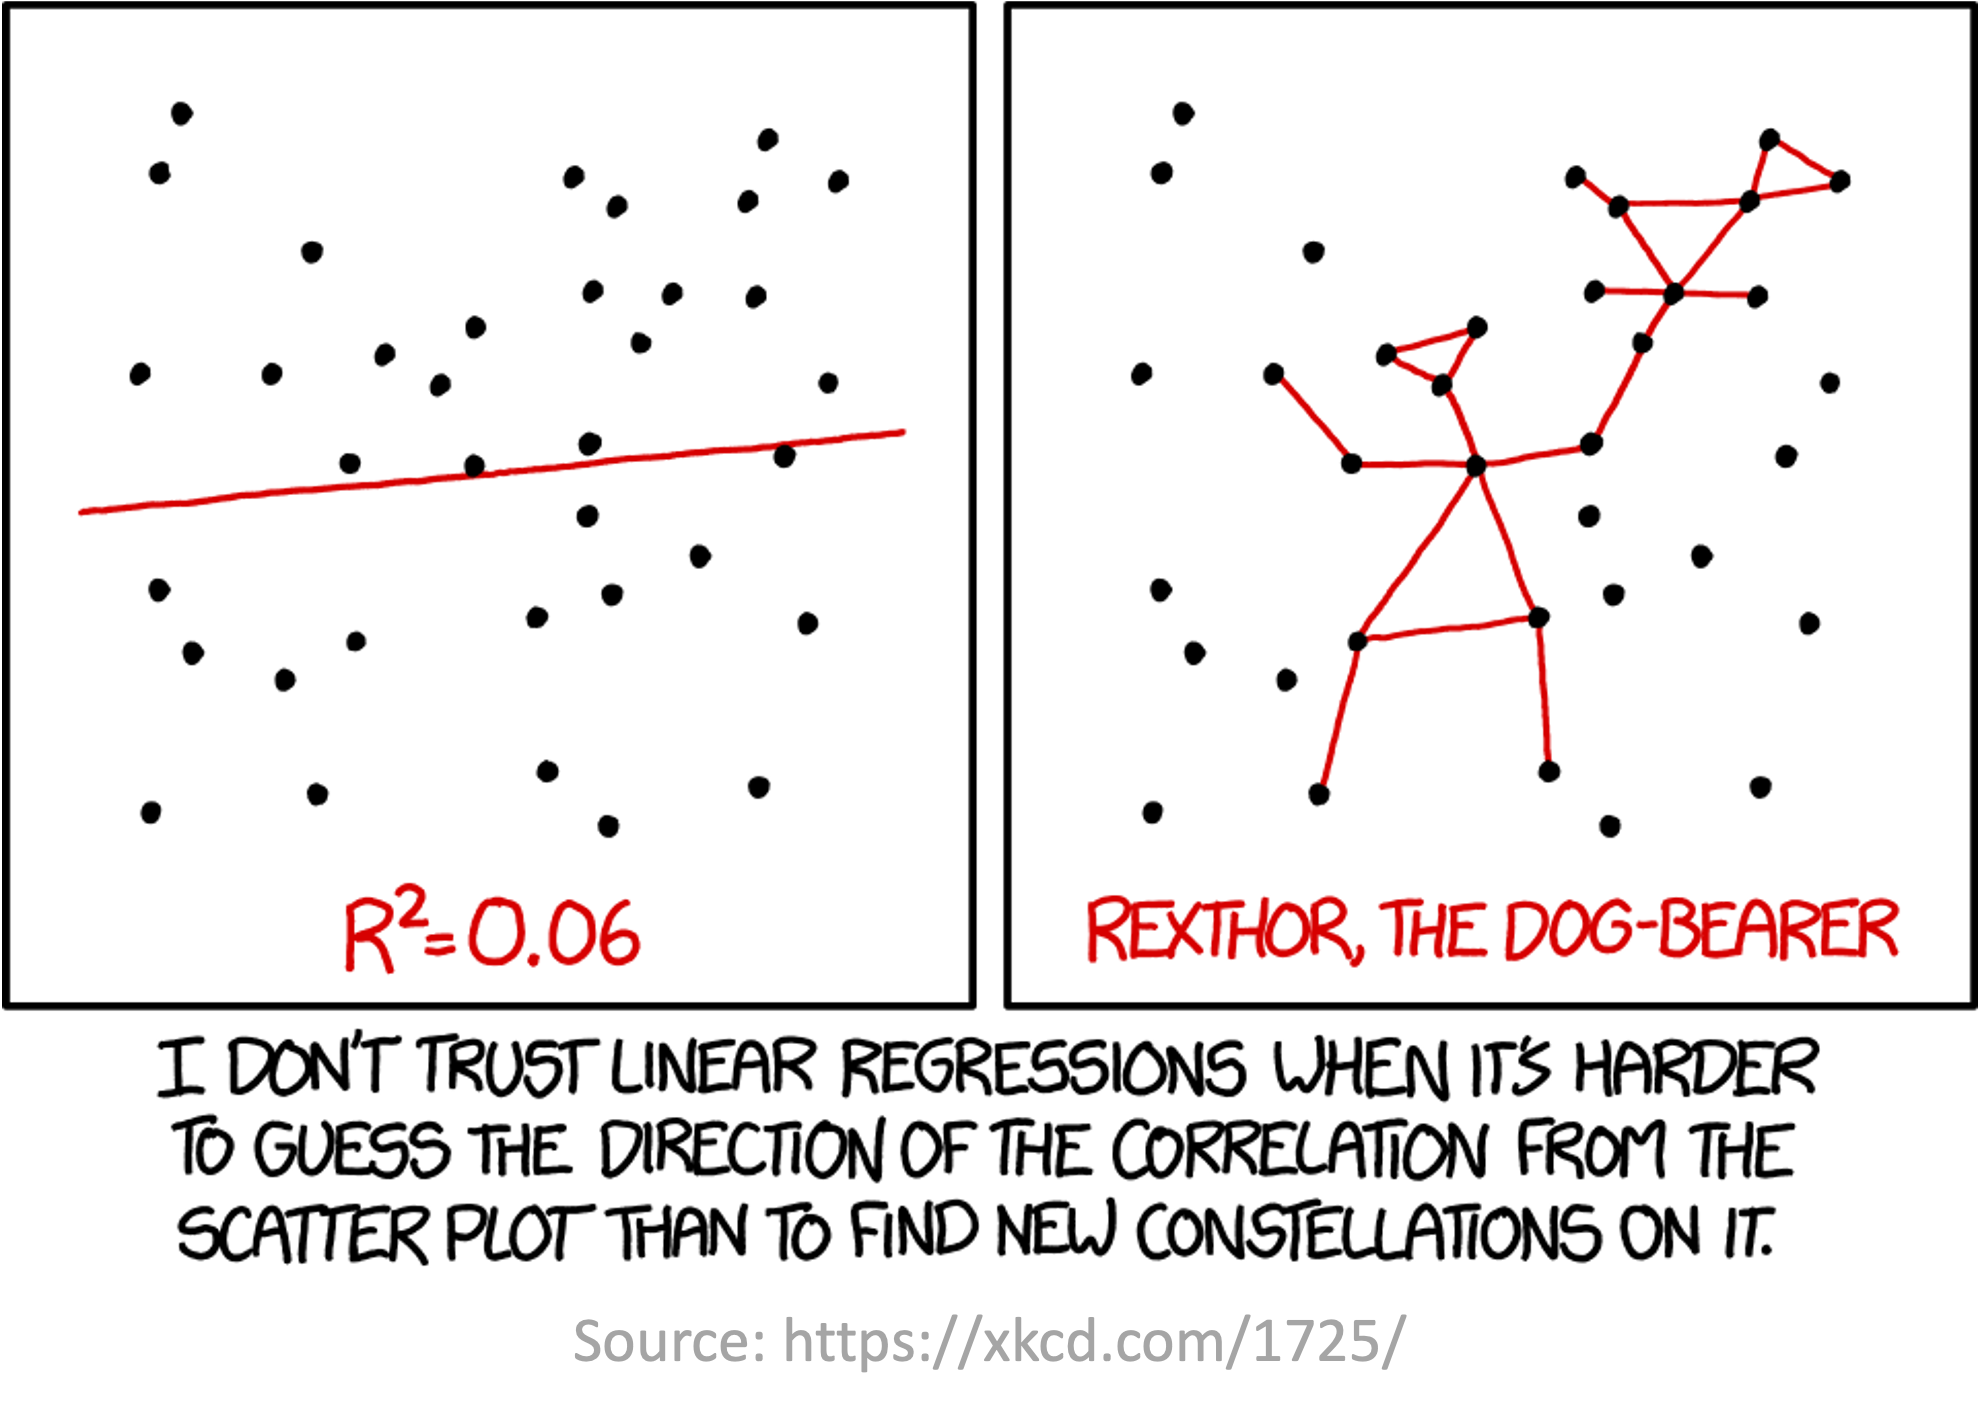 R²=0.06
REXTHOR, THE DOG-BEARER
I DON'T TRUST LINEAR REGRESSIONS WHEN IT'S HARDER
TO GUESS THE DIRECTION OF THE CORRELATION FROM THE
SCATTER PLOT THAN TO FIND NEW CONSTELLATIONS ON IT.
Source: https://xkcd.com/1725/